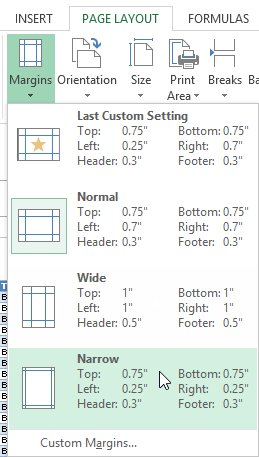 INSERT PAGE LAYOUT FORMULAS
Margins Orientation Size Print Area Breaks Ba
Last Custom Setting
Top: 0.75" Bottom: 0.75"
Left: 0.25" Right: 0.7"
Header: 0.3" Footer: 0.3"
Normal
Top: 0.75" Bottom: 0.75"
Left: 0.7" Right: 0.7"
Header: 0.3" Footer: 0.3"
Wide
Top: 1" Bottom: 1"
Left: 1" Right: 1"
Header: 0.5" Footer: 0.5"
Narrow
Top: 0.75" Bottom: 0.75"
Left: 0.25" Right: 0.25"
Header: 0.3" Footer: 0.3"
Custom Margins...
T
B
B
B
B
B
B
B
B
B
B
B
B
B